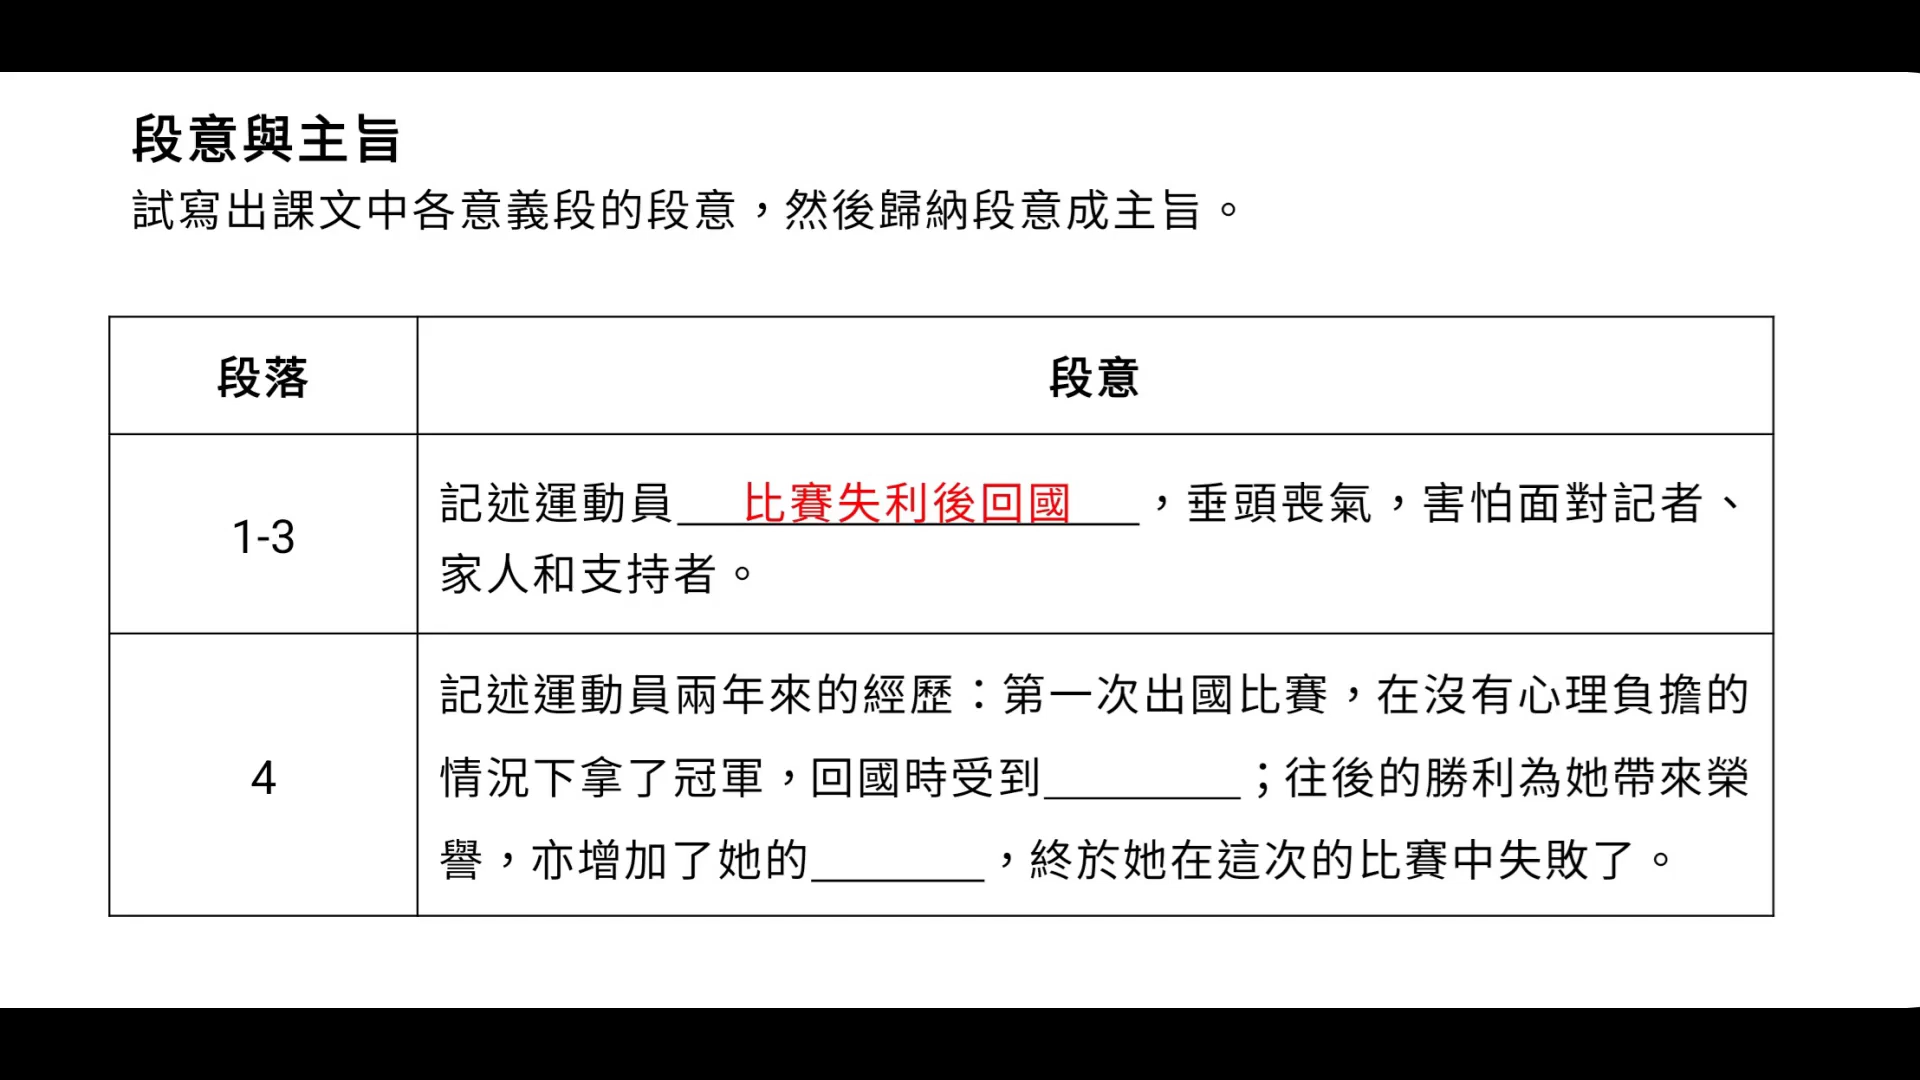 段意與主旨
試寫出課文中各意義段的段意，然後歸納段意成主旨。
段落
段意
1-3
記述運動員＿＿比賽失利後回國＿＿，垂頭喪氣，害怕面對記者、
家人和支持者。
4
記述運動員兩年來的經歷：第一次出國比賽，在沒有心理負擔的
情況下拿了冠軍，回國時受到________；往後的勝利為她帶來榮
譽，亦增加了她的_______，終於她在這次的比賽中失敗了。